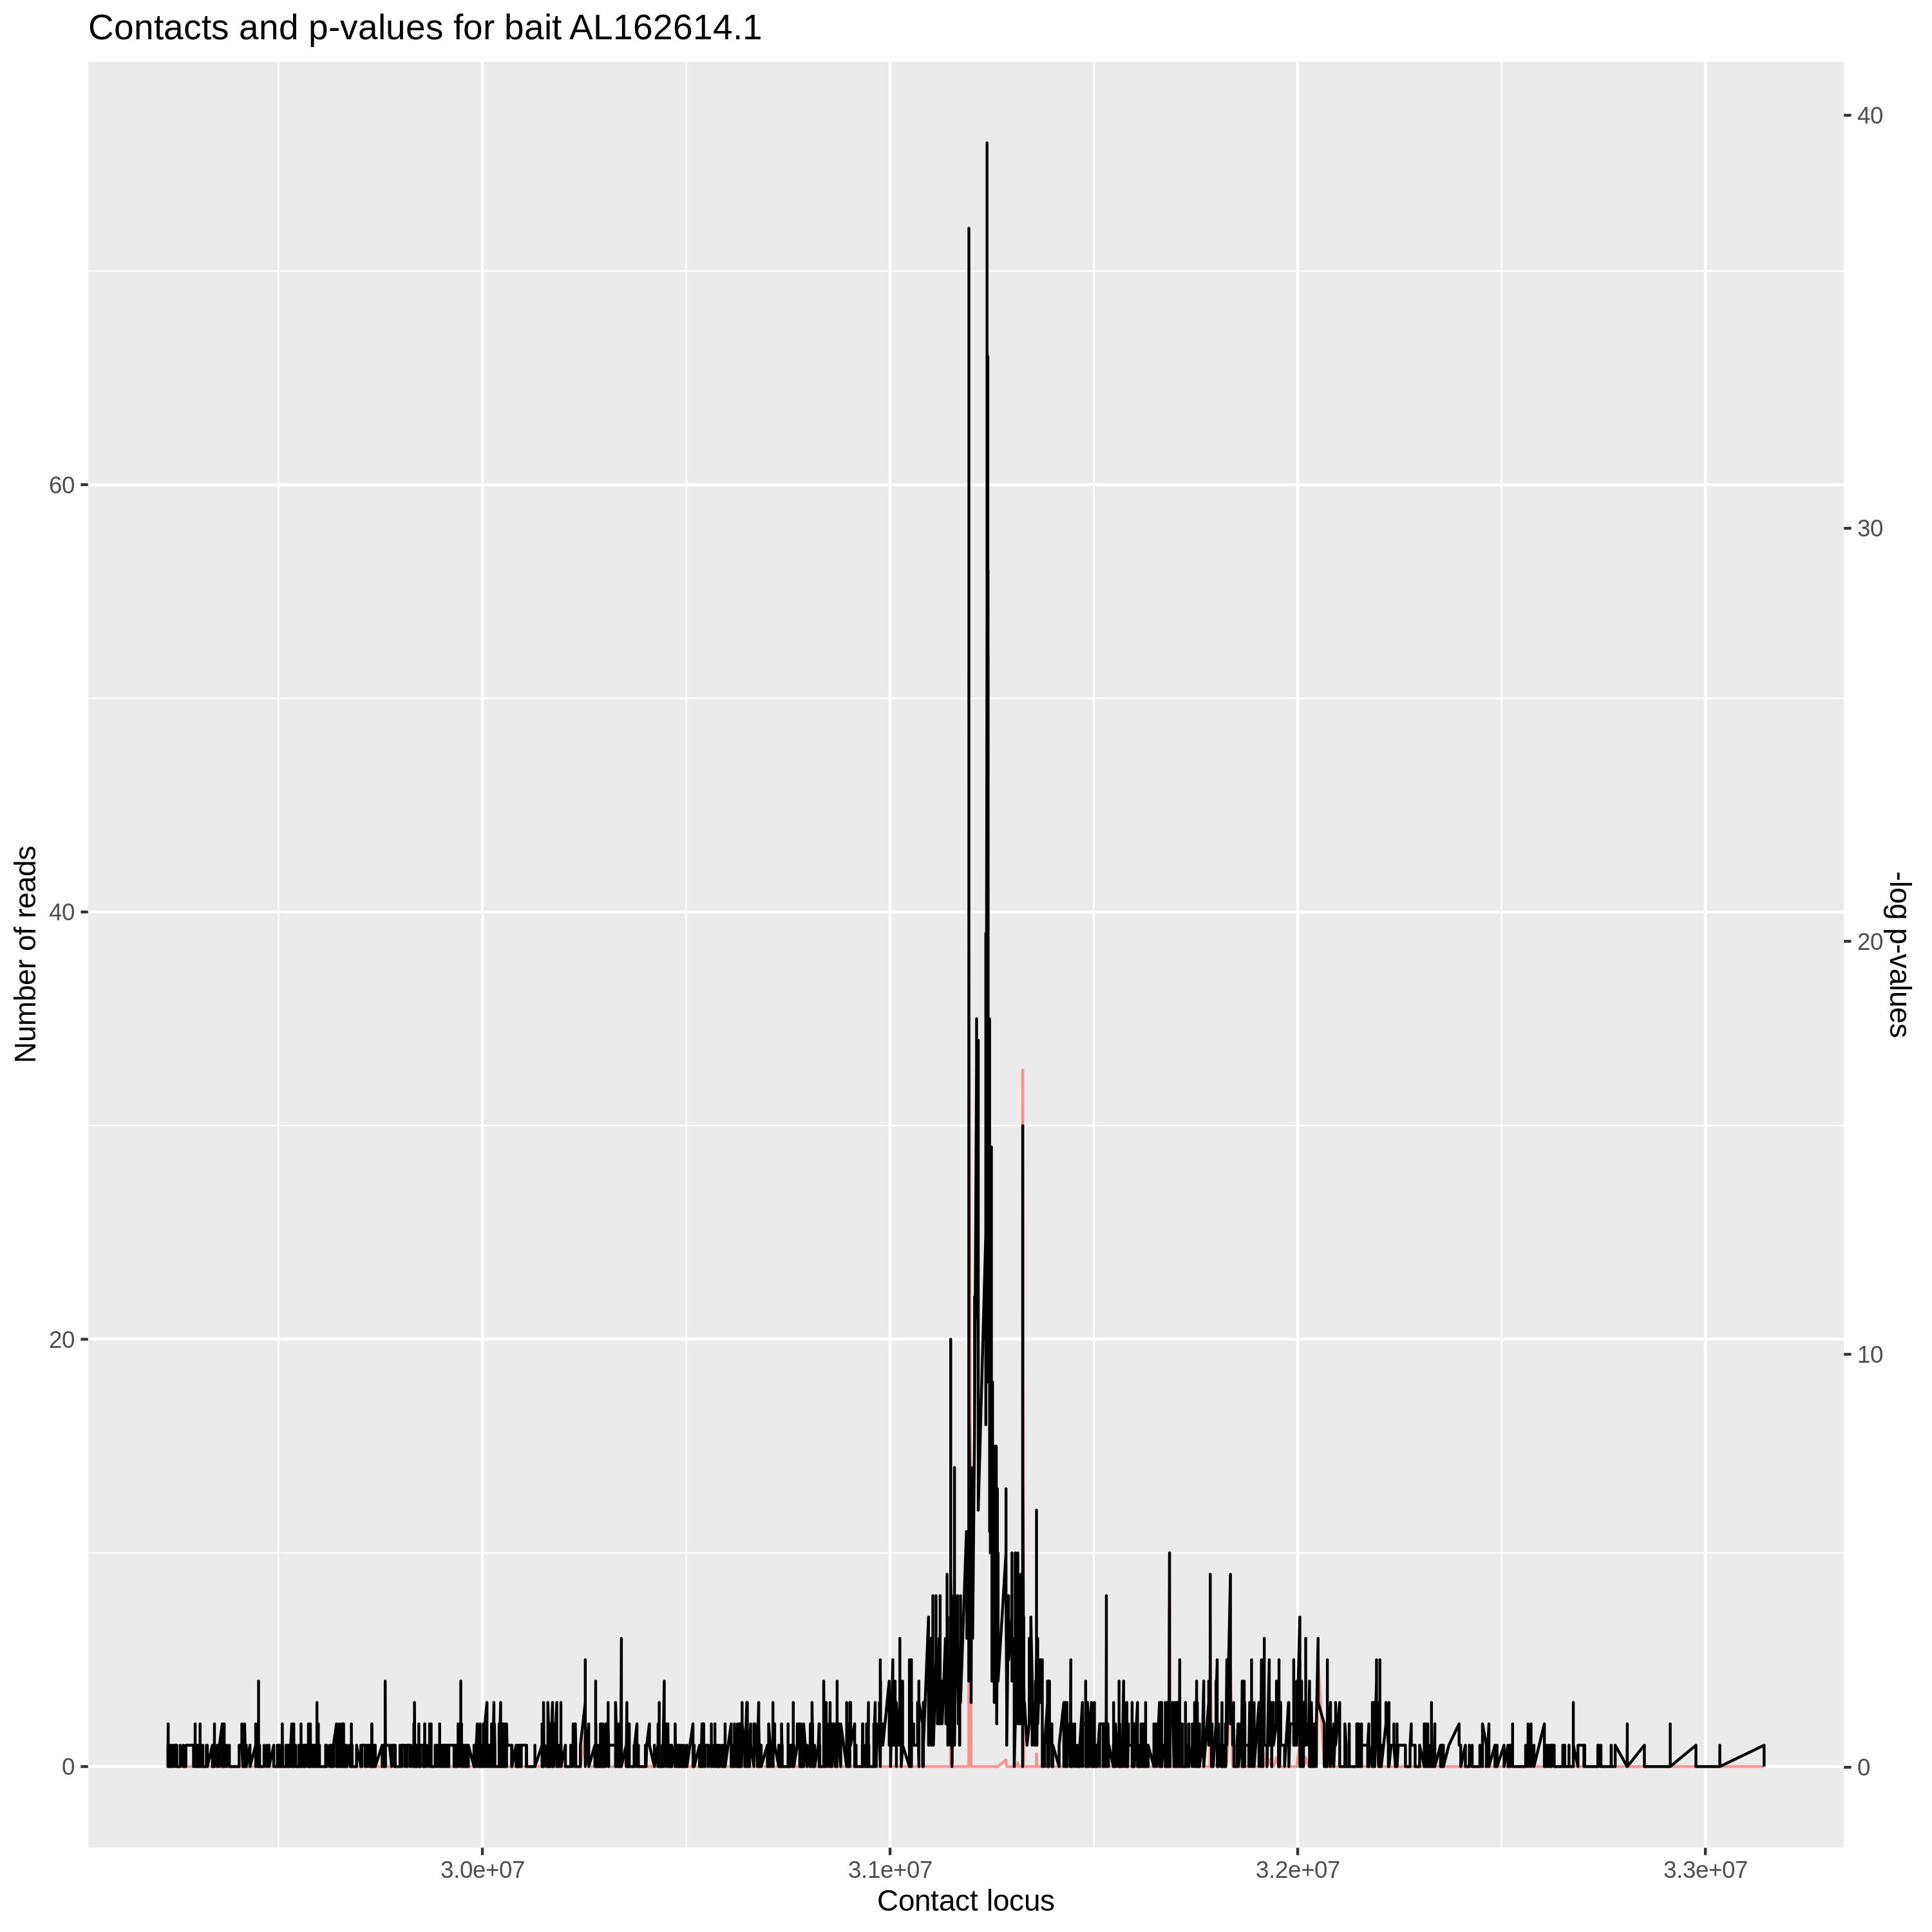 Contacts and p-values for bait AL162614.1
Number of reads
60
40
20
0
40
30
20
10
0
-log p-values
3.0e+07
3.1e+07
3.2e+07
3.3e+07
Contact locus